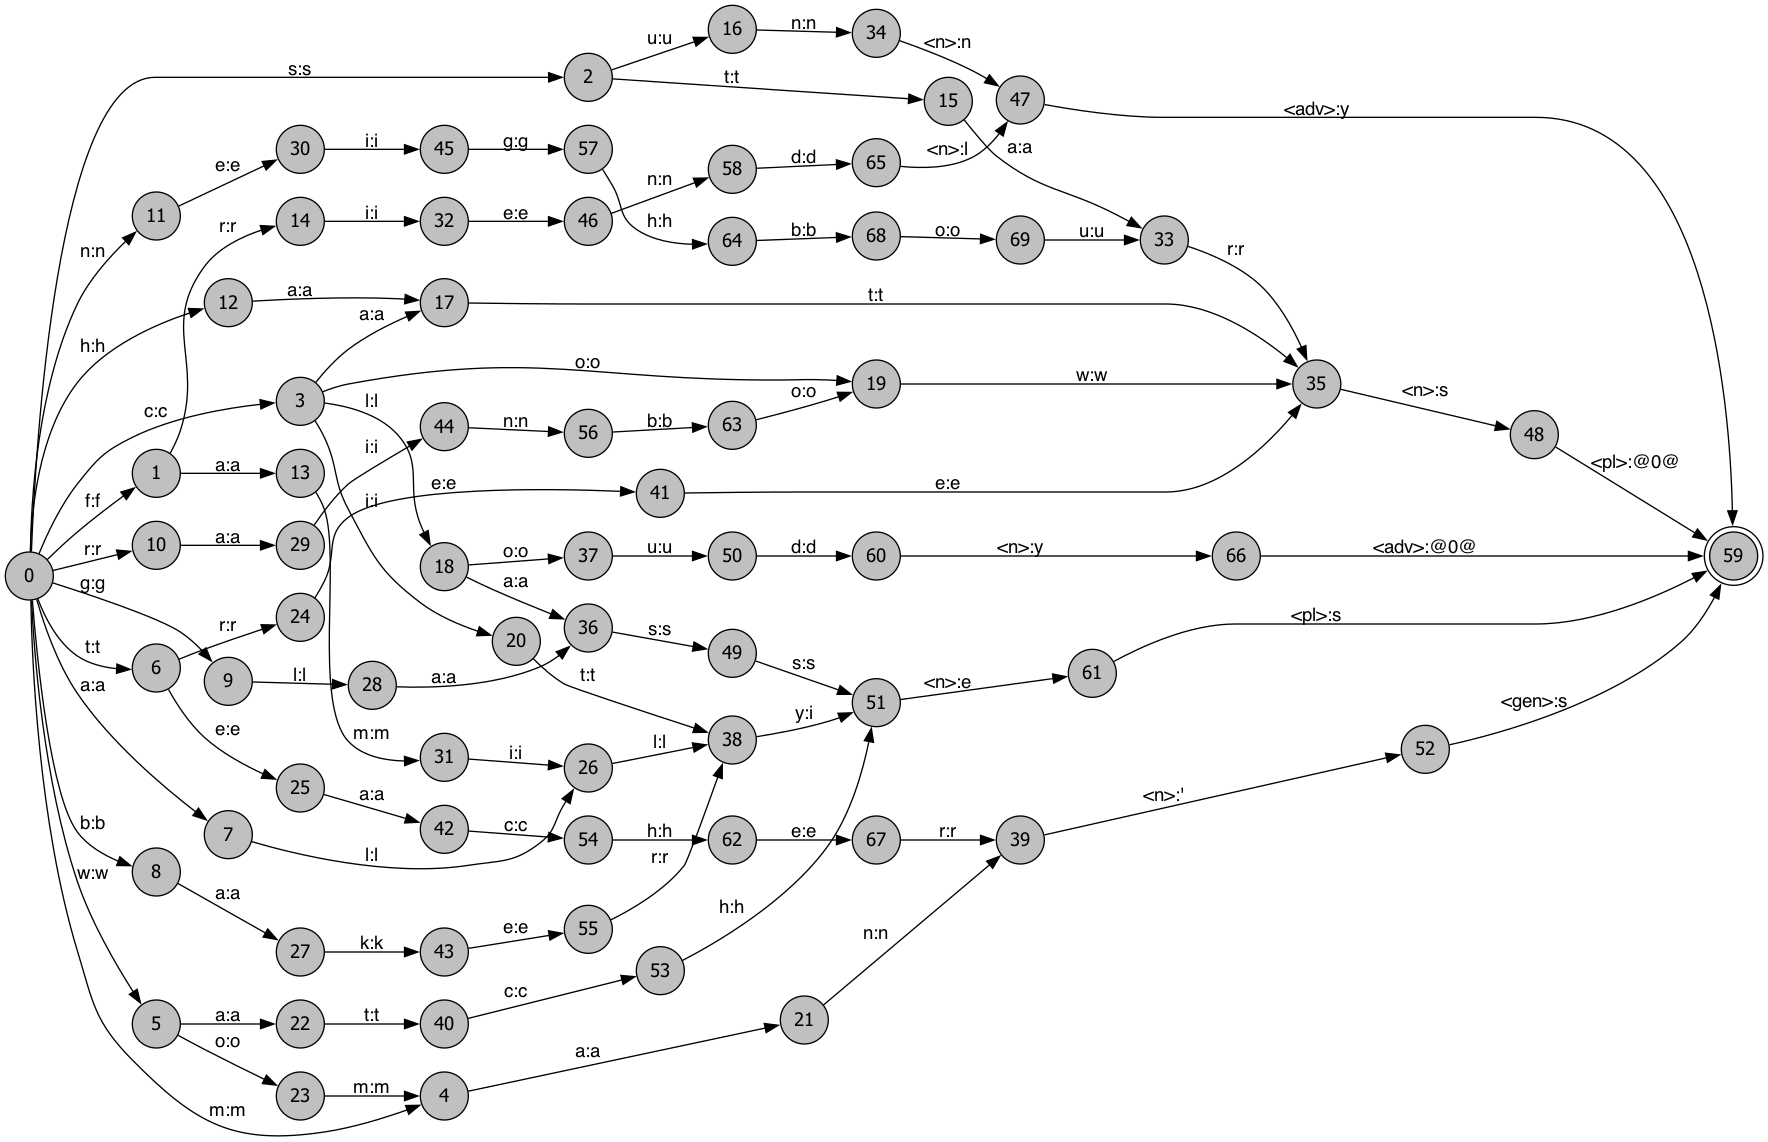 16 n:n 34
u:u <n>:n
s:s 2 t:t 15 47 <adv>:y
30 i:i 45 g:g 57 <n>:l a:a
e:e n:n 58 d:d 65
11 r:r 14 i:i 32 e:e 46 h:h 64 b:b 68 o:o 69 u:u 33
n:n r:r
12 a:a 17 t:t
a:a
h:h o:o
3 l:l 19 w:w 35 <n>:s
c:c 44 n:n 56 b:b 63 o:o 48
i:i <pl>:@0@
1 a:a 13 e:e 41 e:e
f:f i:i
r:r 10 a:a 29 18 o:o 37 u:u 50 d:d 60 <n>:y 66 <adv>:@0@ 59
0 g:g a:a
r:r 24 36 s:s <pl>:s
t:t 6 20 49 s:s
9 l:l 28 a:a t:t 51 <n>:e 61
a:a y:i <gen>:s
e:e m:m 31 i:i 26 l:l 38 52
25 a:a <n>:'
b:b 7 l:l 42 c:c 54 h:h 62 e:e 67 r:r 39
w:w 8 r:r
a:a h:h
27 k:k 43 e:e 55 n:n
53
5 a:a 22 t:t 40 c:c 21
o:o a:a
23 m:m 4
m:m